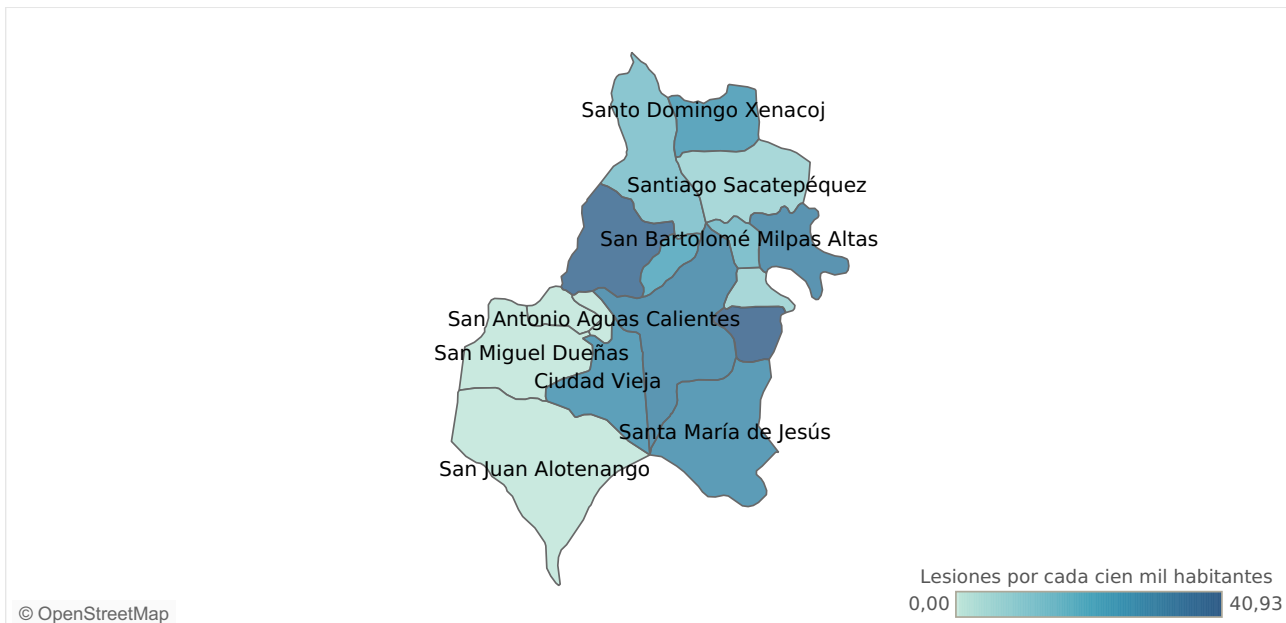 Santo Domingo Xenacoj
Santiago Sacatepéquez
San Bartolomé Milpas Altas
San Antonio Aguas Calientes
San Miguel Dueñas
Ciudad Vieja
Santa María de Jesús
San Juan Alotenango
Lesiones por cada cien mil habitantes
0,00 40,93
© OpenStreetMap